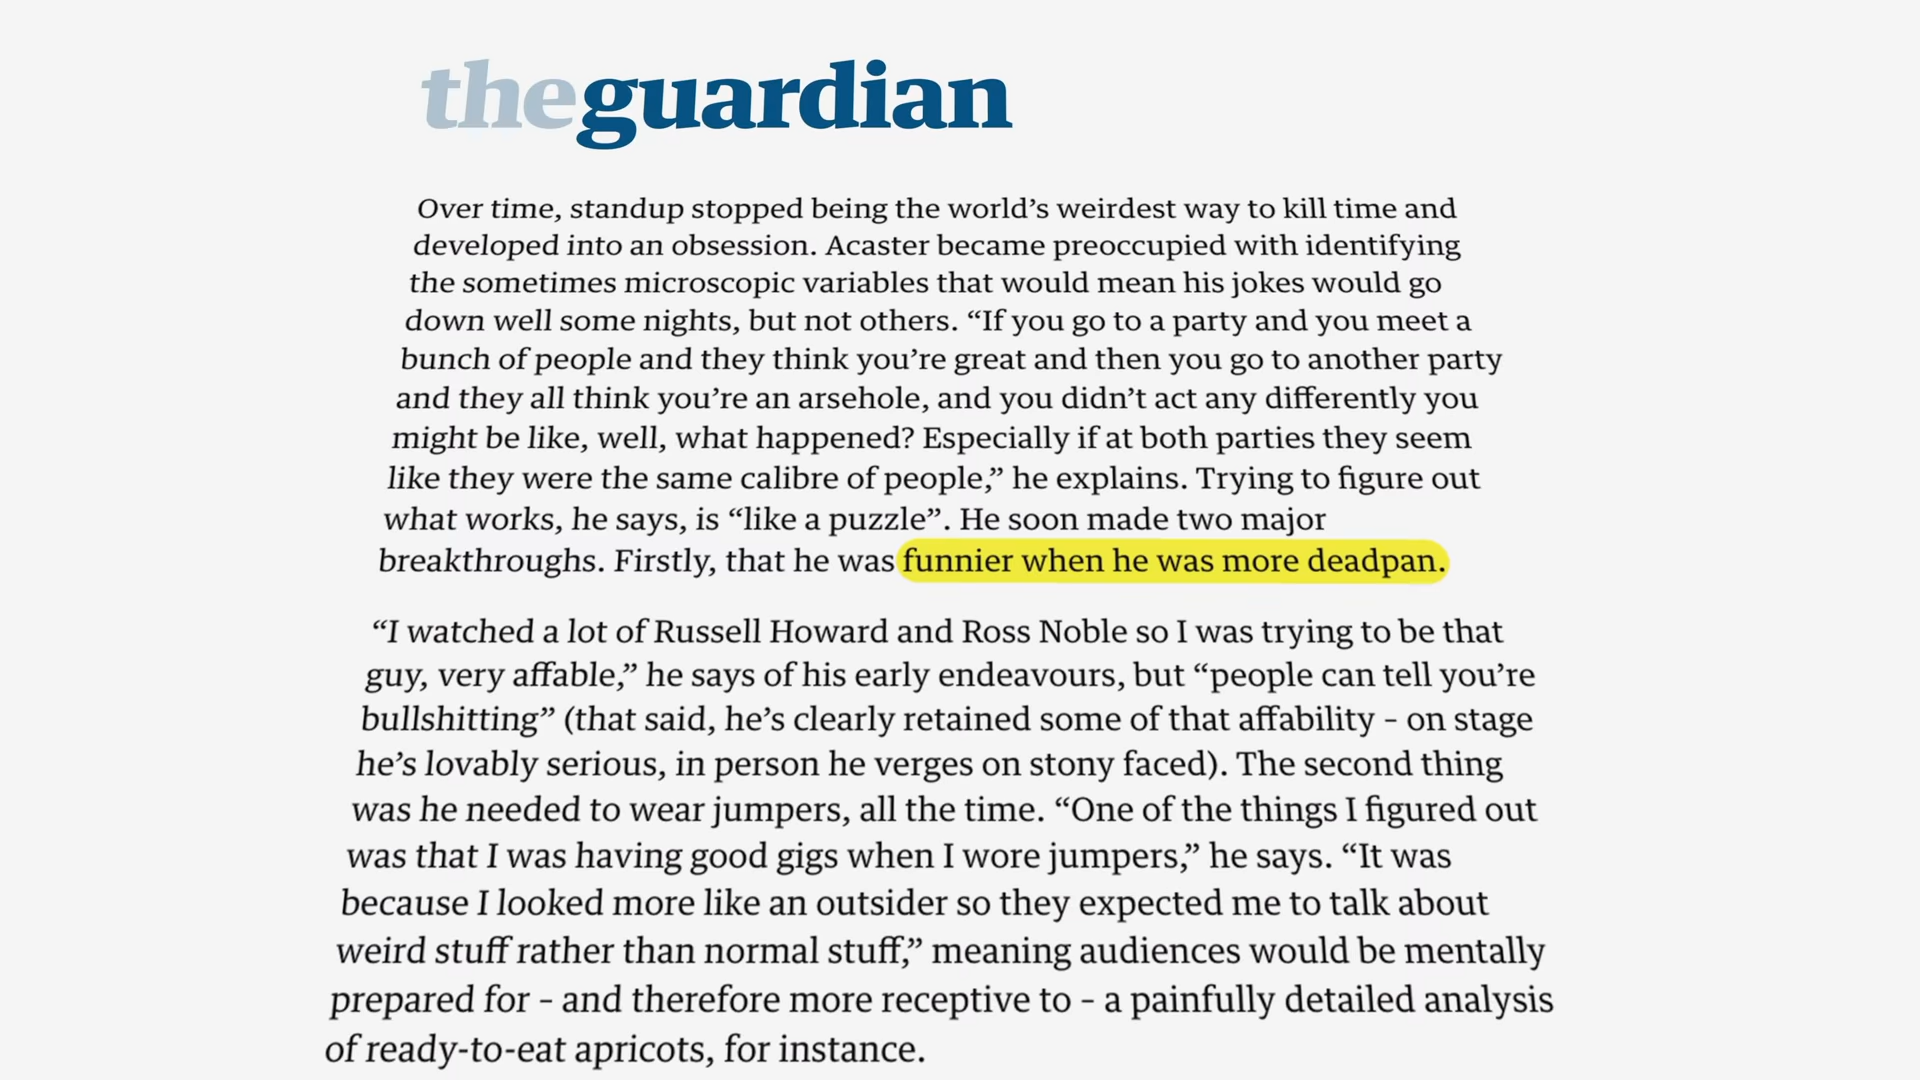 theguardian
Over time, standup stopped being the world’s weirdest way to kill time and
developed into an obsession. Acaster became preoccupied with identifying
the sometimes microscopic variables that would mean his jokes would go
down well some nights, but not others. “If you go to a party and you meet a
bunch of people and they think you’re great and then you go to another party
and they all think you’re an arsehole, and you didn’t act any differently you
might be like, well, what happened? Especially if at both parties they seem
like they were the same calibre of people,” he explains. Trying to figure out
what works, he says, is “like a puzzle”. He soon made two major
breakthroughs. Firstly, that he was funnier when he was more deadpan.
“I watched a lot of Russell Howard and Ross Noble so I was trying to be that
guy, very affable,” he says of his early endeavours, but “people can tell you’re
bullshitting” (that said, he’s clearly retained some of that affability – on stage
he’s lovably serious, in person he verges on stony faced). The second thing
was he needed to wear jumpers, all the time. “One of the things I figured out
was that I was having good gigs when I wore jumpers,” he says. “It was
because I looked more like an outsider so they expected me to talk about
weird stuff rather than normal stuff,” meaning audiences would be mentally
prepared for – and therefore more receptive to – a painfully detailed analysis
of ready-to-eat apricots, for instance.